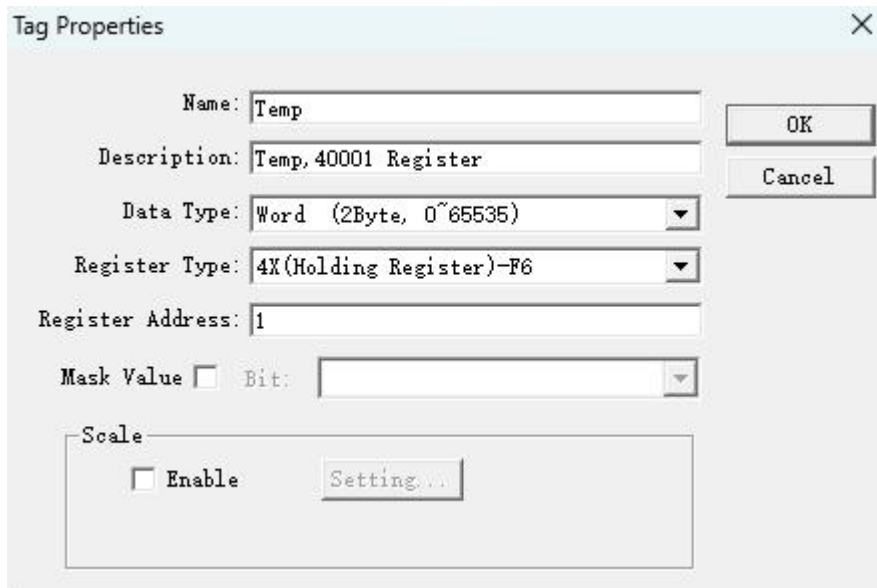 Tag Properties
Name: Temp
OK
Description: Temp,40001 Register
Cancel
Data Type: Word (2Byte, 0~65535)
Register Type: 4X(Holding Register)-F6
Register Address: 1
Mask Value Bit:
Scale
Enable Setting...